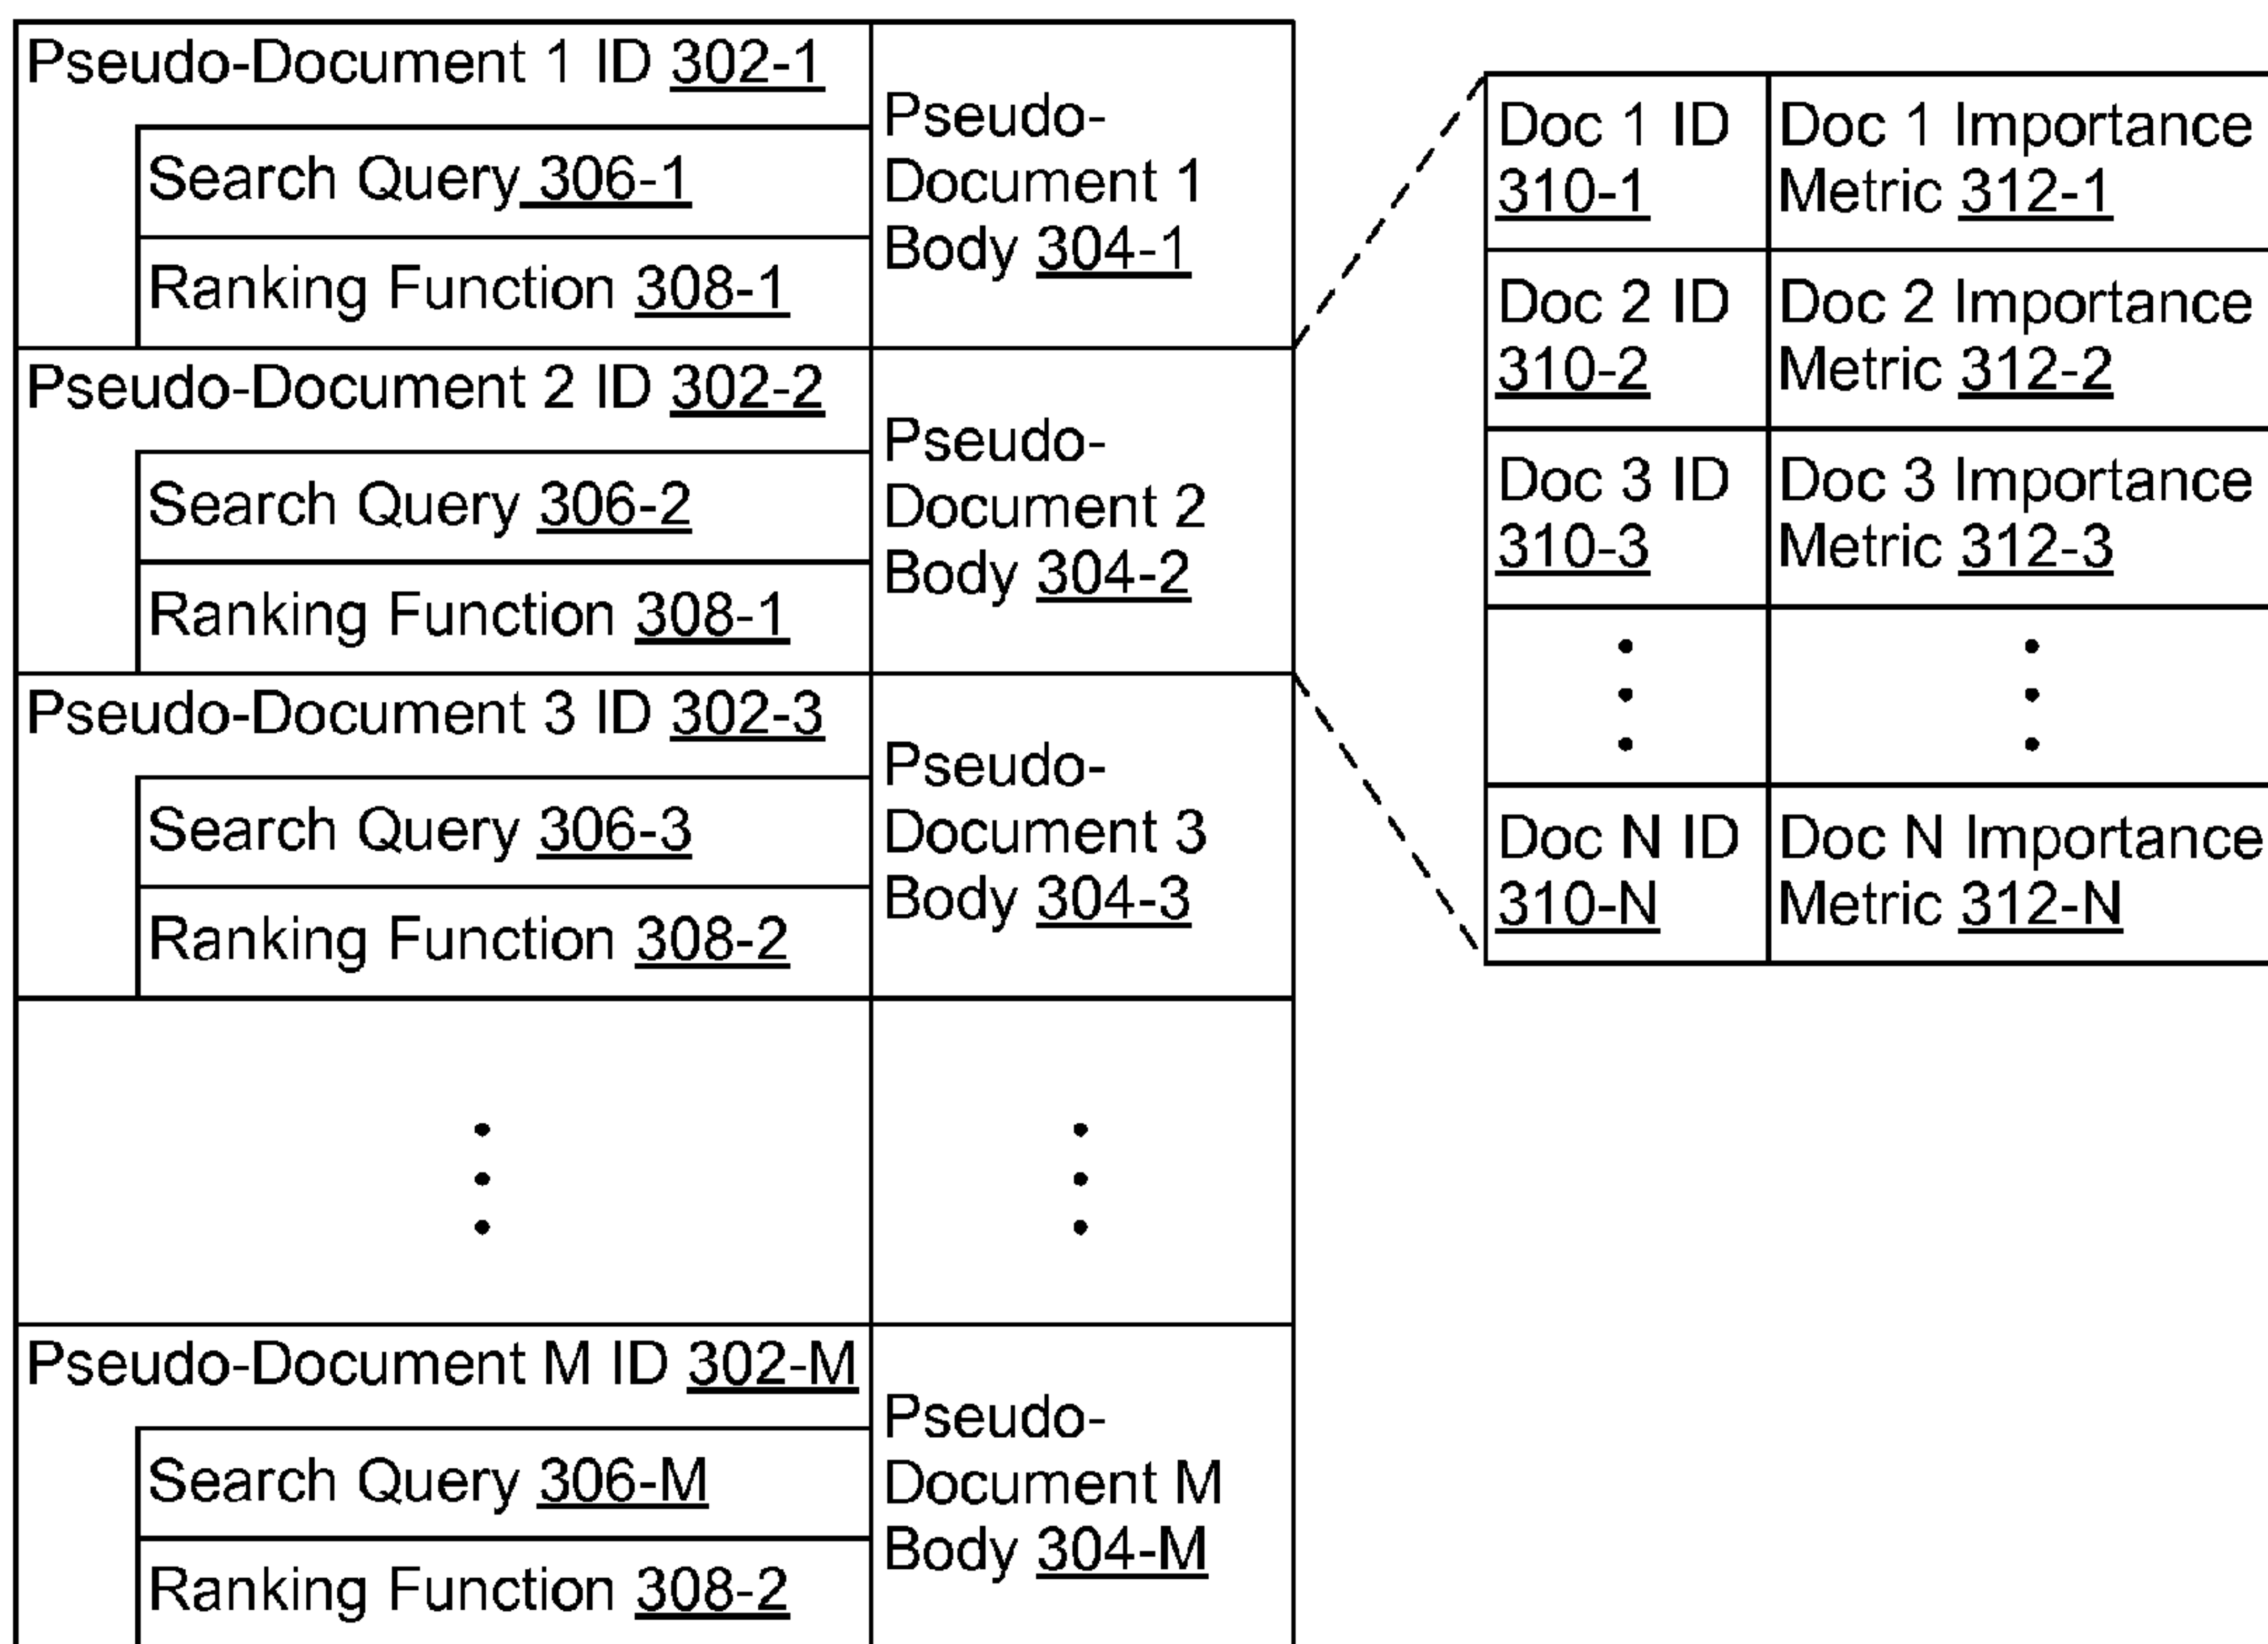 Pseudo-Document 1 ID 302-1
Search Query 306-1
Ranking Function 308-1
Pseudo-
Document 1
Body 304-1
Pseudo-Document 2 ID 302-2
Search Query 306-2
Ranking Function 308-1
Pseudo-
Document 2
Body 304-2
Pseudo-Document 3 ID 302-3
Search Query 306-3
Ranking Function 308-2
Pseudo-
Document 3
Body 304-3
Pseudo-Document M ID 302-M
Search Query 306-M
Ranking Function 308-2
Pseudo-
Document M
Body 304-M
Doc 1 ID
310-1
Doc 1 Importance
Metric 312-1
Doc 2 ID
310-2
Doc 2 Importance
Metric 312-2
Doc 3 ID
310-3
Doc 3 Importance
Metric 312-3
Doc N ID
310-N
Doc N Importance
Metric 312-N